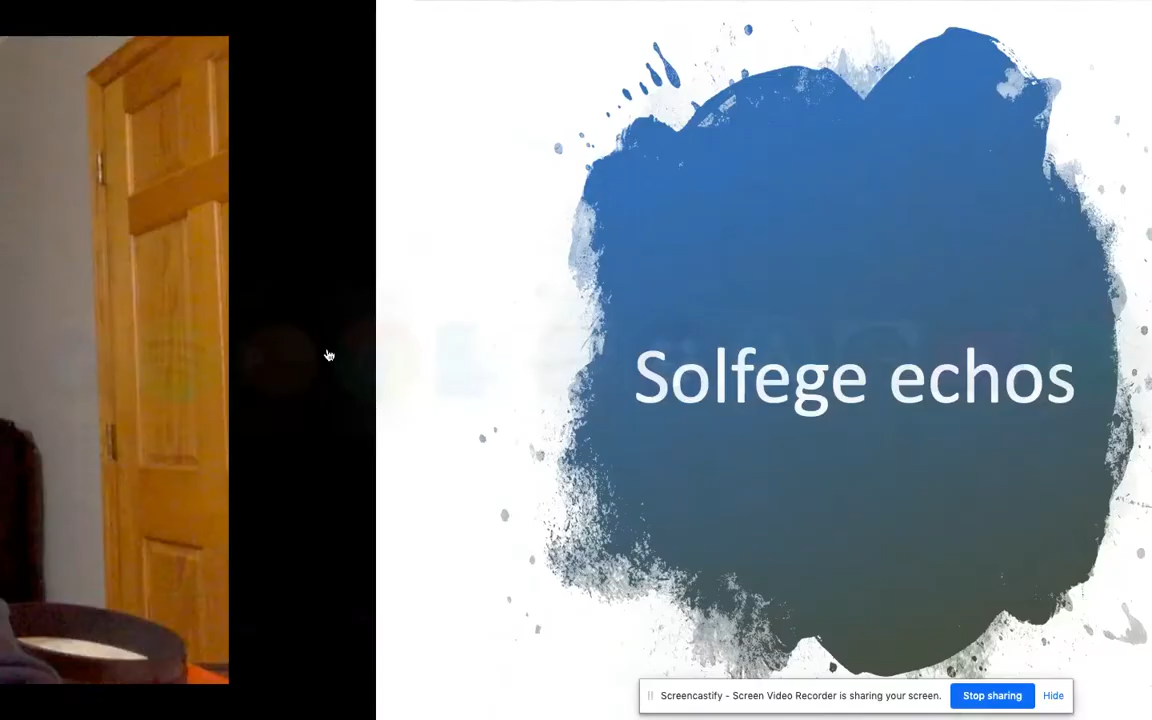 Solfege echos
Screencastify - Screen Video Recorder is sharing your screen.
Stop sharing
Hide